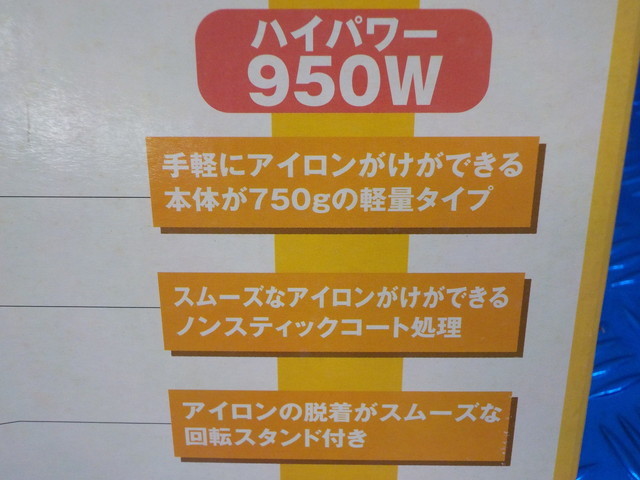 ハイパワー
950W
手軽にアイロンがけができる
本体が750gの軽量タイプ
スムーズなアイロンがけができる
ノンスティックコート処理
アイロンの脱着がスムーズな
回転スタンド付き